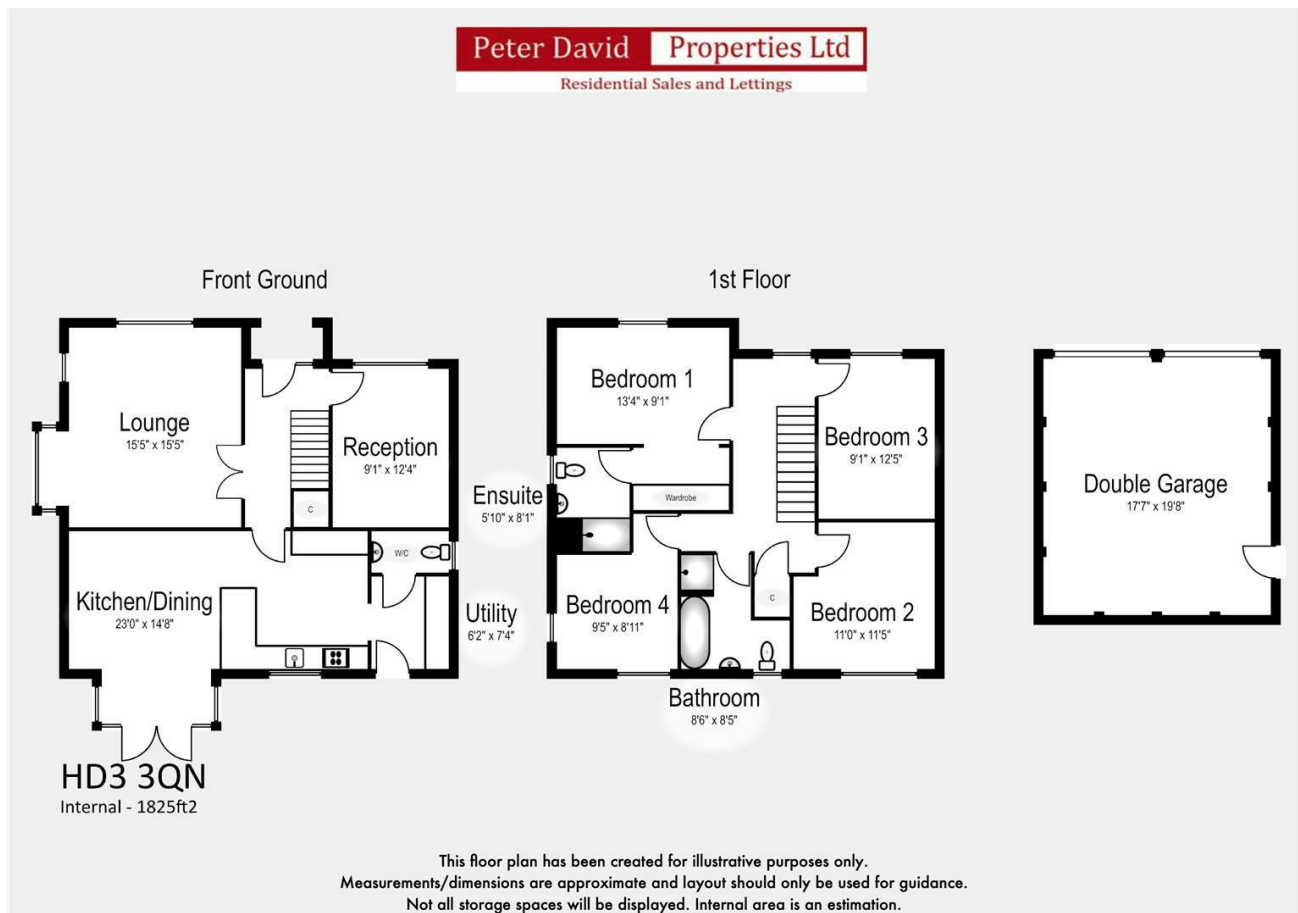 Peter David Properties Ltd
Residential Sales and Lettings
Front Ground
1st Floor
Lounge
15'5" x 15'5"
Reception
9'1" x 12'4"
C
W/C
Kitchen/Dining
23'0" x 14'8"
Utility
6'2" x 7'4"
Bedroom 1
13'4" x 9'1"
Ensuite
5'10" x 8'1"
Wardrobe
Bedroom 3
9'1" x 12'5"
Bedroom 4
9'5" x 8'11"
C
Bedroom 2
11'0" x 11'5"
Bathroom
8'6" x 8'5"
Double Garage
17'7" x 19'8"
HD3 3QN
Internal - 1825ft2
This floor plan has been created for illustrative purposes only.
Measurements/dimensions are approximate and layout should only be used for guidance.
Not all storage spaces will be displayed. Internal area is an estimation.